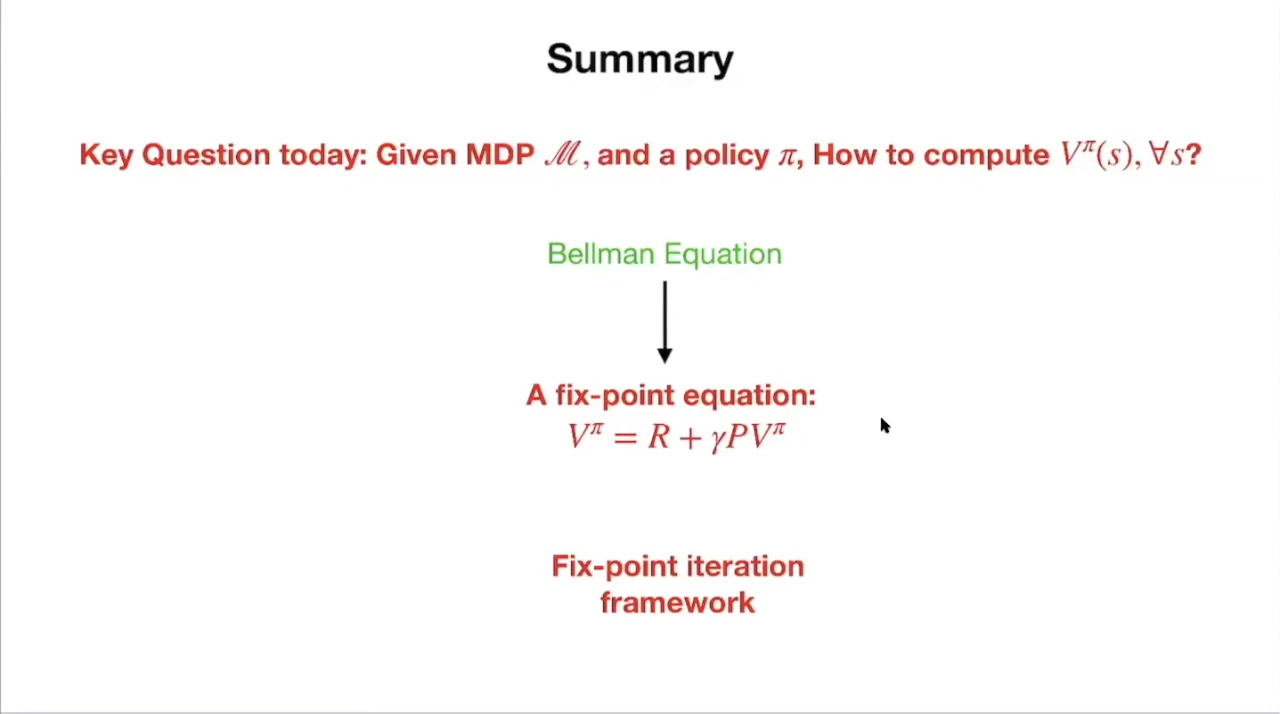 Summary
Key Question today: Given MDP ℳ, and a policy π, How to compute V^π(s), ∀s?
Bellman Equation
A fix-point equation:
V^π = R + γPV^π
Fix-point iteration
framework